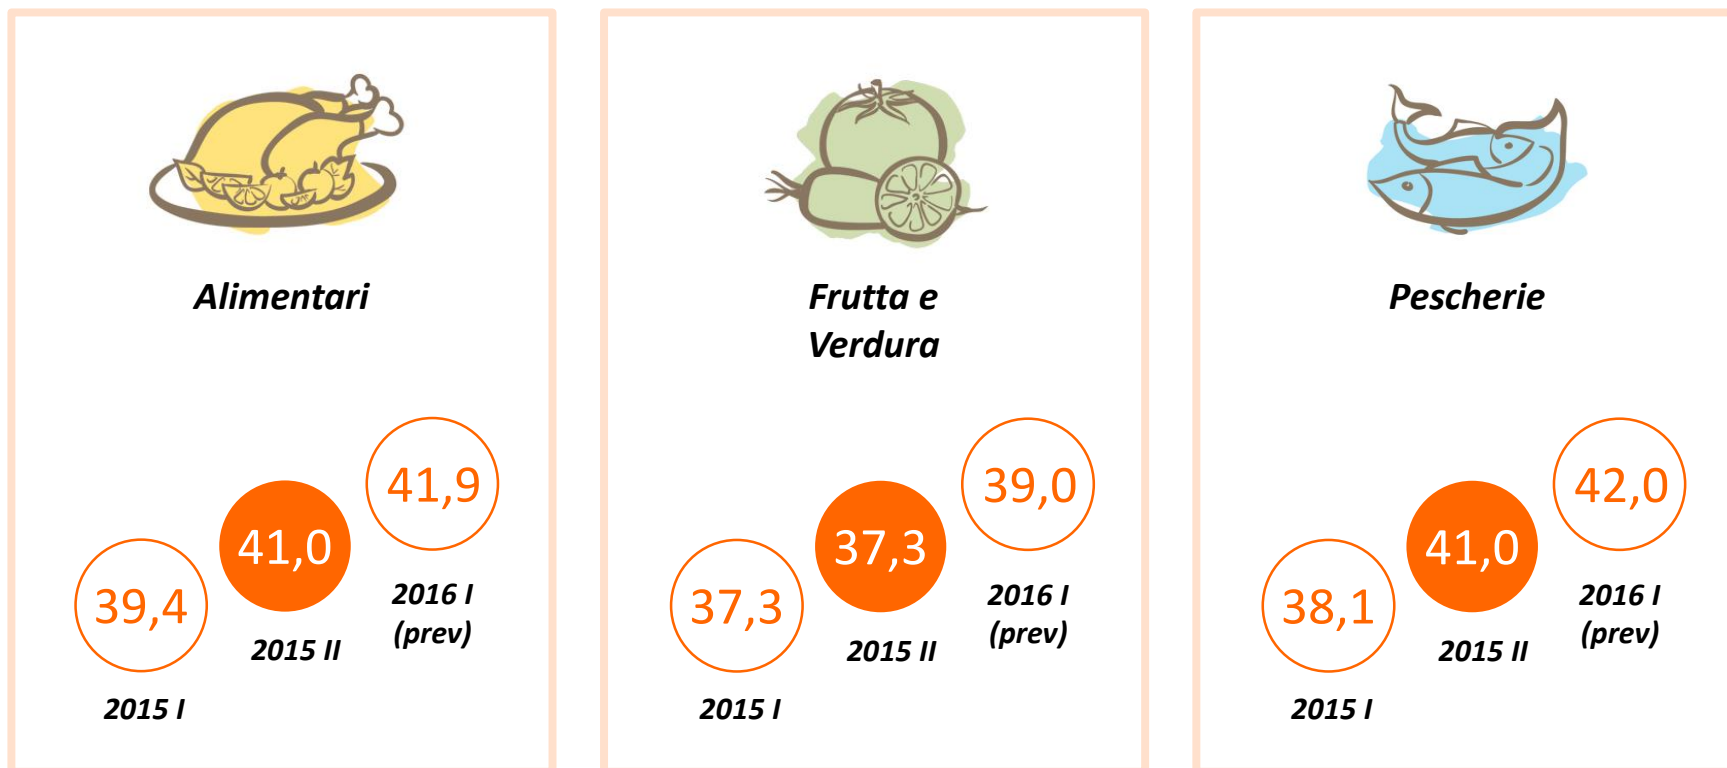 Alimentari
39,4
2015 I
41,0
2015 II
41,9
2016 I
(prev)
Frutta e
Verdura
37,3
2015 I
37,3
2015 II
39,0
2016 I
(prev)
Pescherie
38,1
2015 I
41,0
2015 II
42,0
2016 I
(prev)